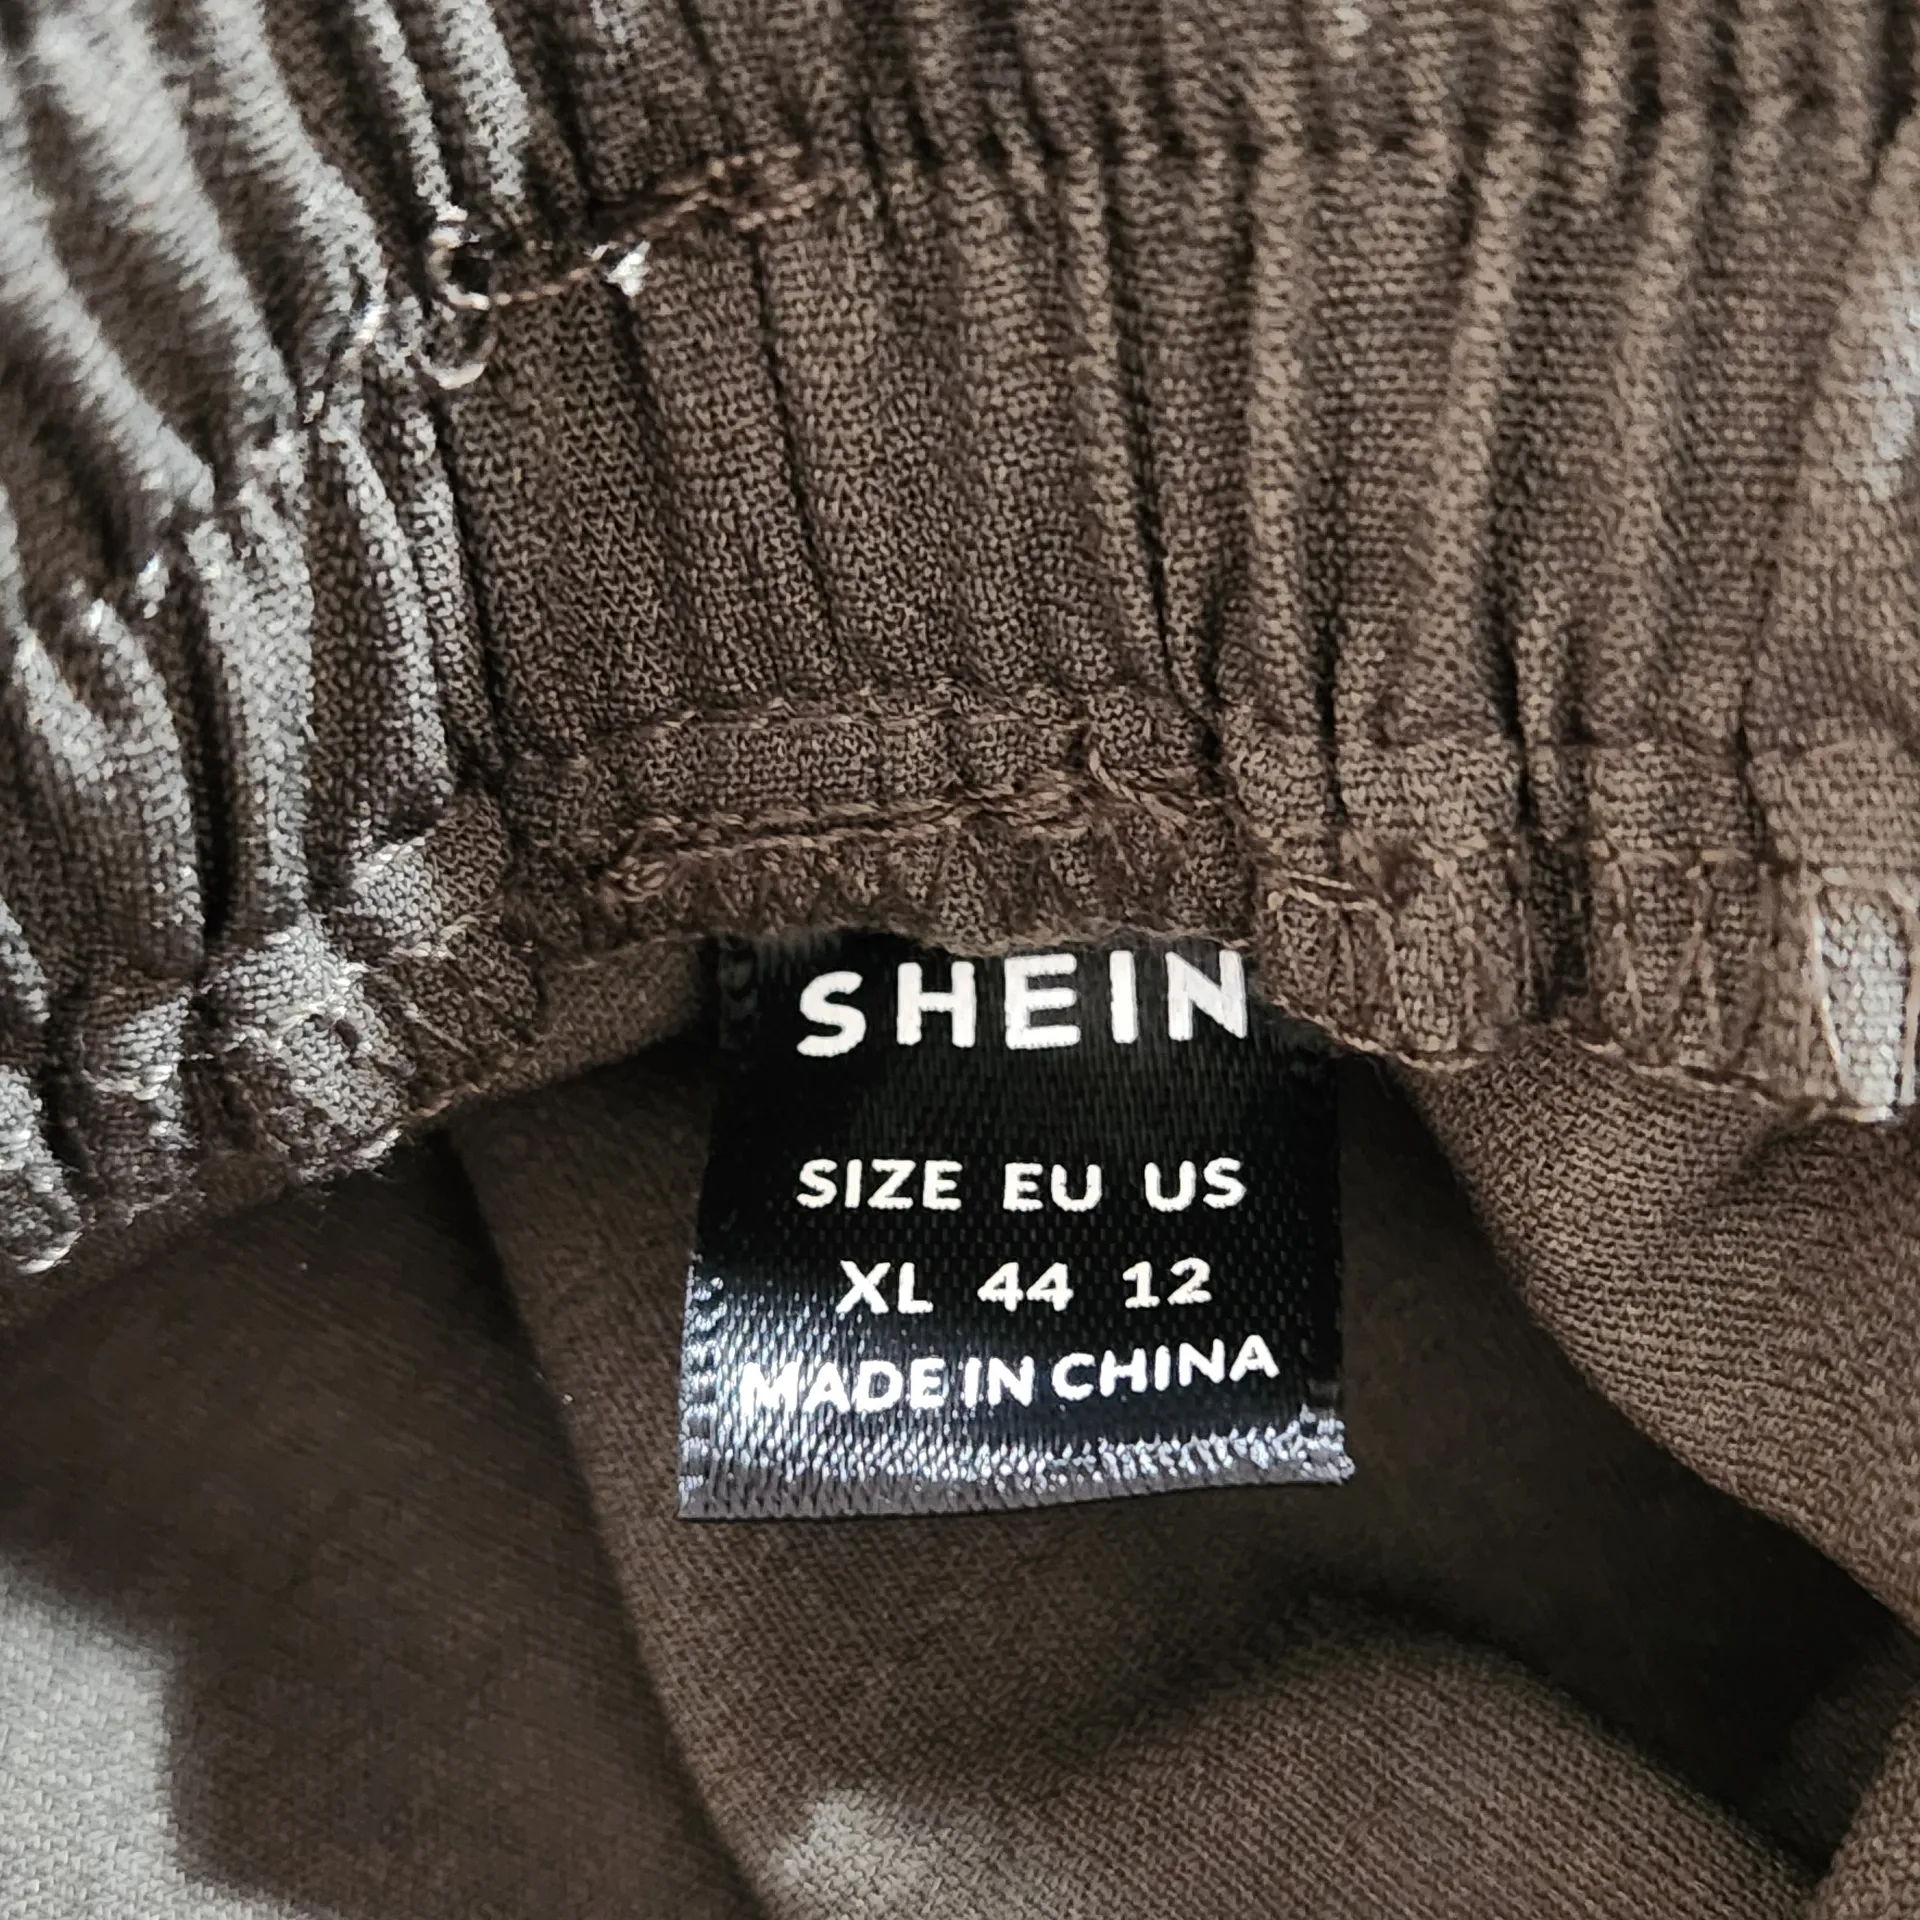 SHEIN
SIZE EU US
XL 44 12
MADE IN CHINA